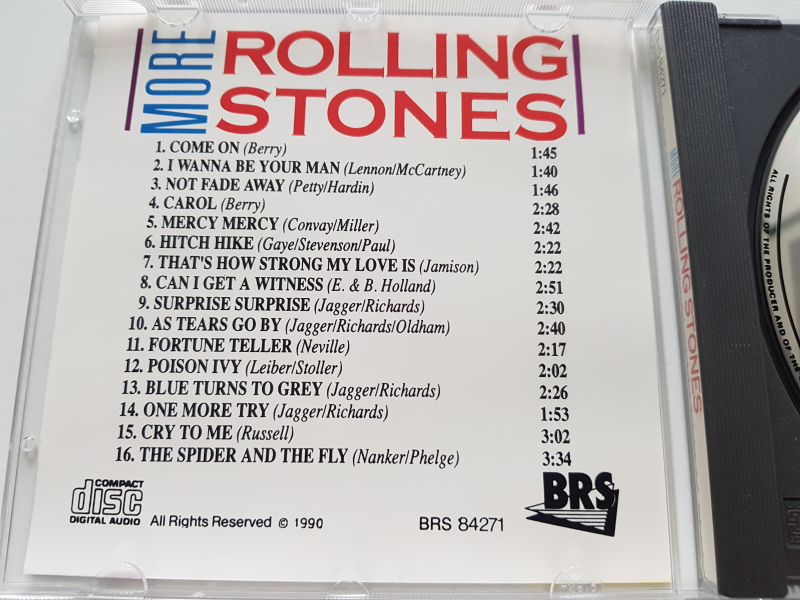 MORE ROLLING
STONES
1. COME ON (Berry) 1:45
2. I WANNA BE YOUR MAN (Lennon/McCartney) 1:40
3. NOT FADE AWAY (Petty/Hardin) 1:46
4. CAROL (Berry) 2:28
5. MERCY MERCY (Convay/Miller) 2:42
6. HITCH HIKE (Gaye/Stevenson/Paul) 2:22
7. THAT'S HOW STRONG MY LOVE IS (Jamison) 2:22
8. CAN I GET A WITNESS (E. & B. Holland) 2:51
9. SURPRISE SURPRISE (Jagger/Richards) 2:30
10. AS TEARS GO BY (Jagger/Richards/Oldham) 2:40
11. FORTUNE TELLER (Neville) 2:17
12. POISON IVY (Leiber/Stoller) 2:02
13. BLUE TURNS TO GREY (Jagger/Richards) 2:26
14. ONE MORE TRY (Jagger/Richards) 1:53
15. CRY TO ME (Russell) 3:02
16. THE SPIDER AND THE FLY (Nanker/Phelge) 3:34
COMPACT
disc
DIGITAL AUDIO
All Rights Reserved © 1990
BRS 84271
BRS
MORE ROLLING STONES
ALL RIGHTS OF THE PRODUCER AND OF THE